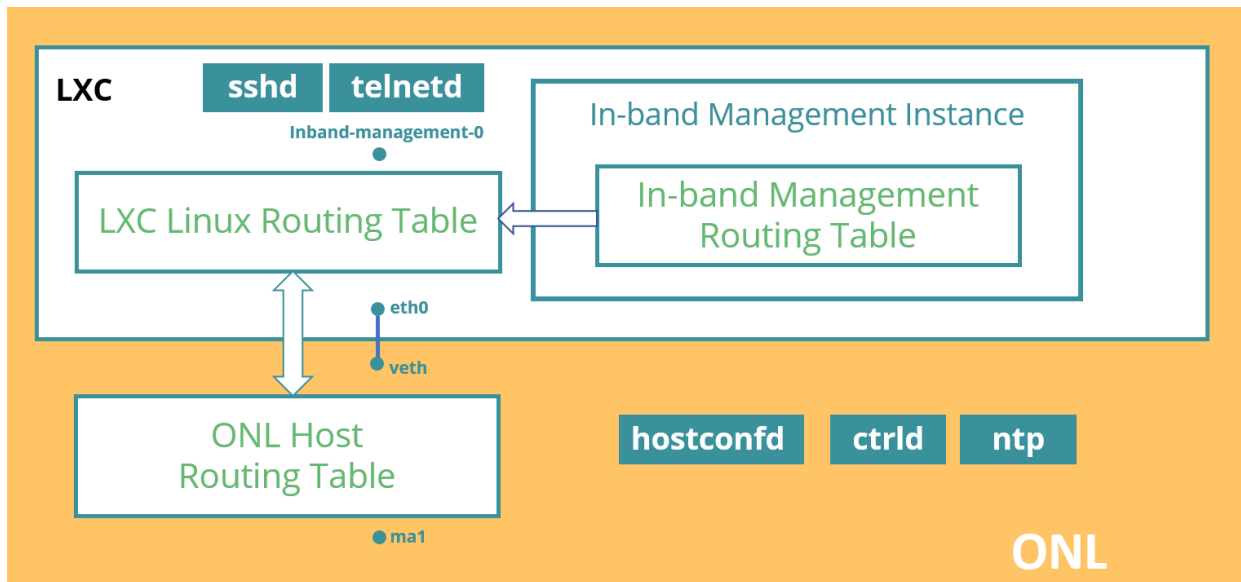 LXC
sshd
telnetd
Inband-management-0
In-band Management Instance
LXC Linux Routing Table
In-band Management
Routing Table
eth0
veth
ONL Host
Routing Table
hostconfd
ctrld
ntp
ma1
ONL